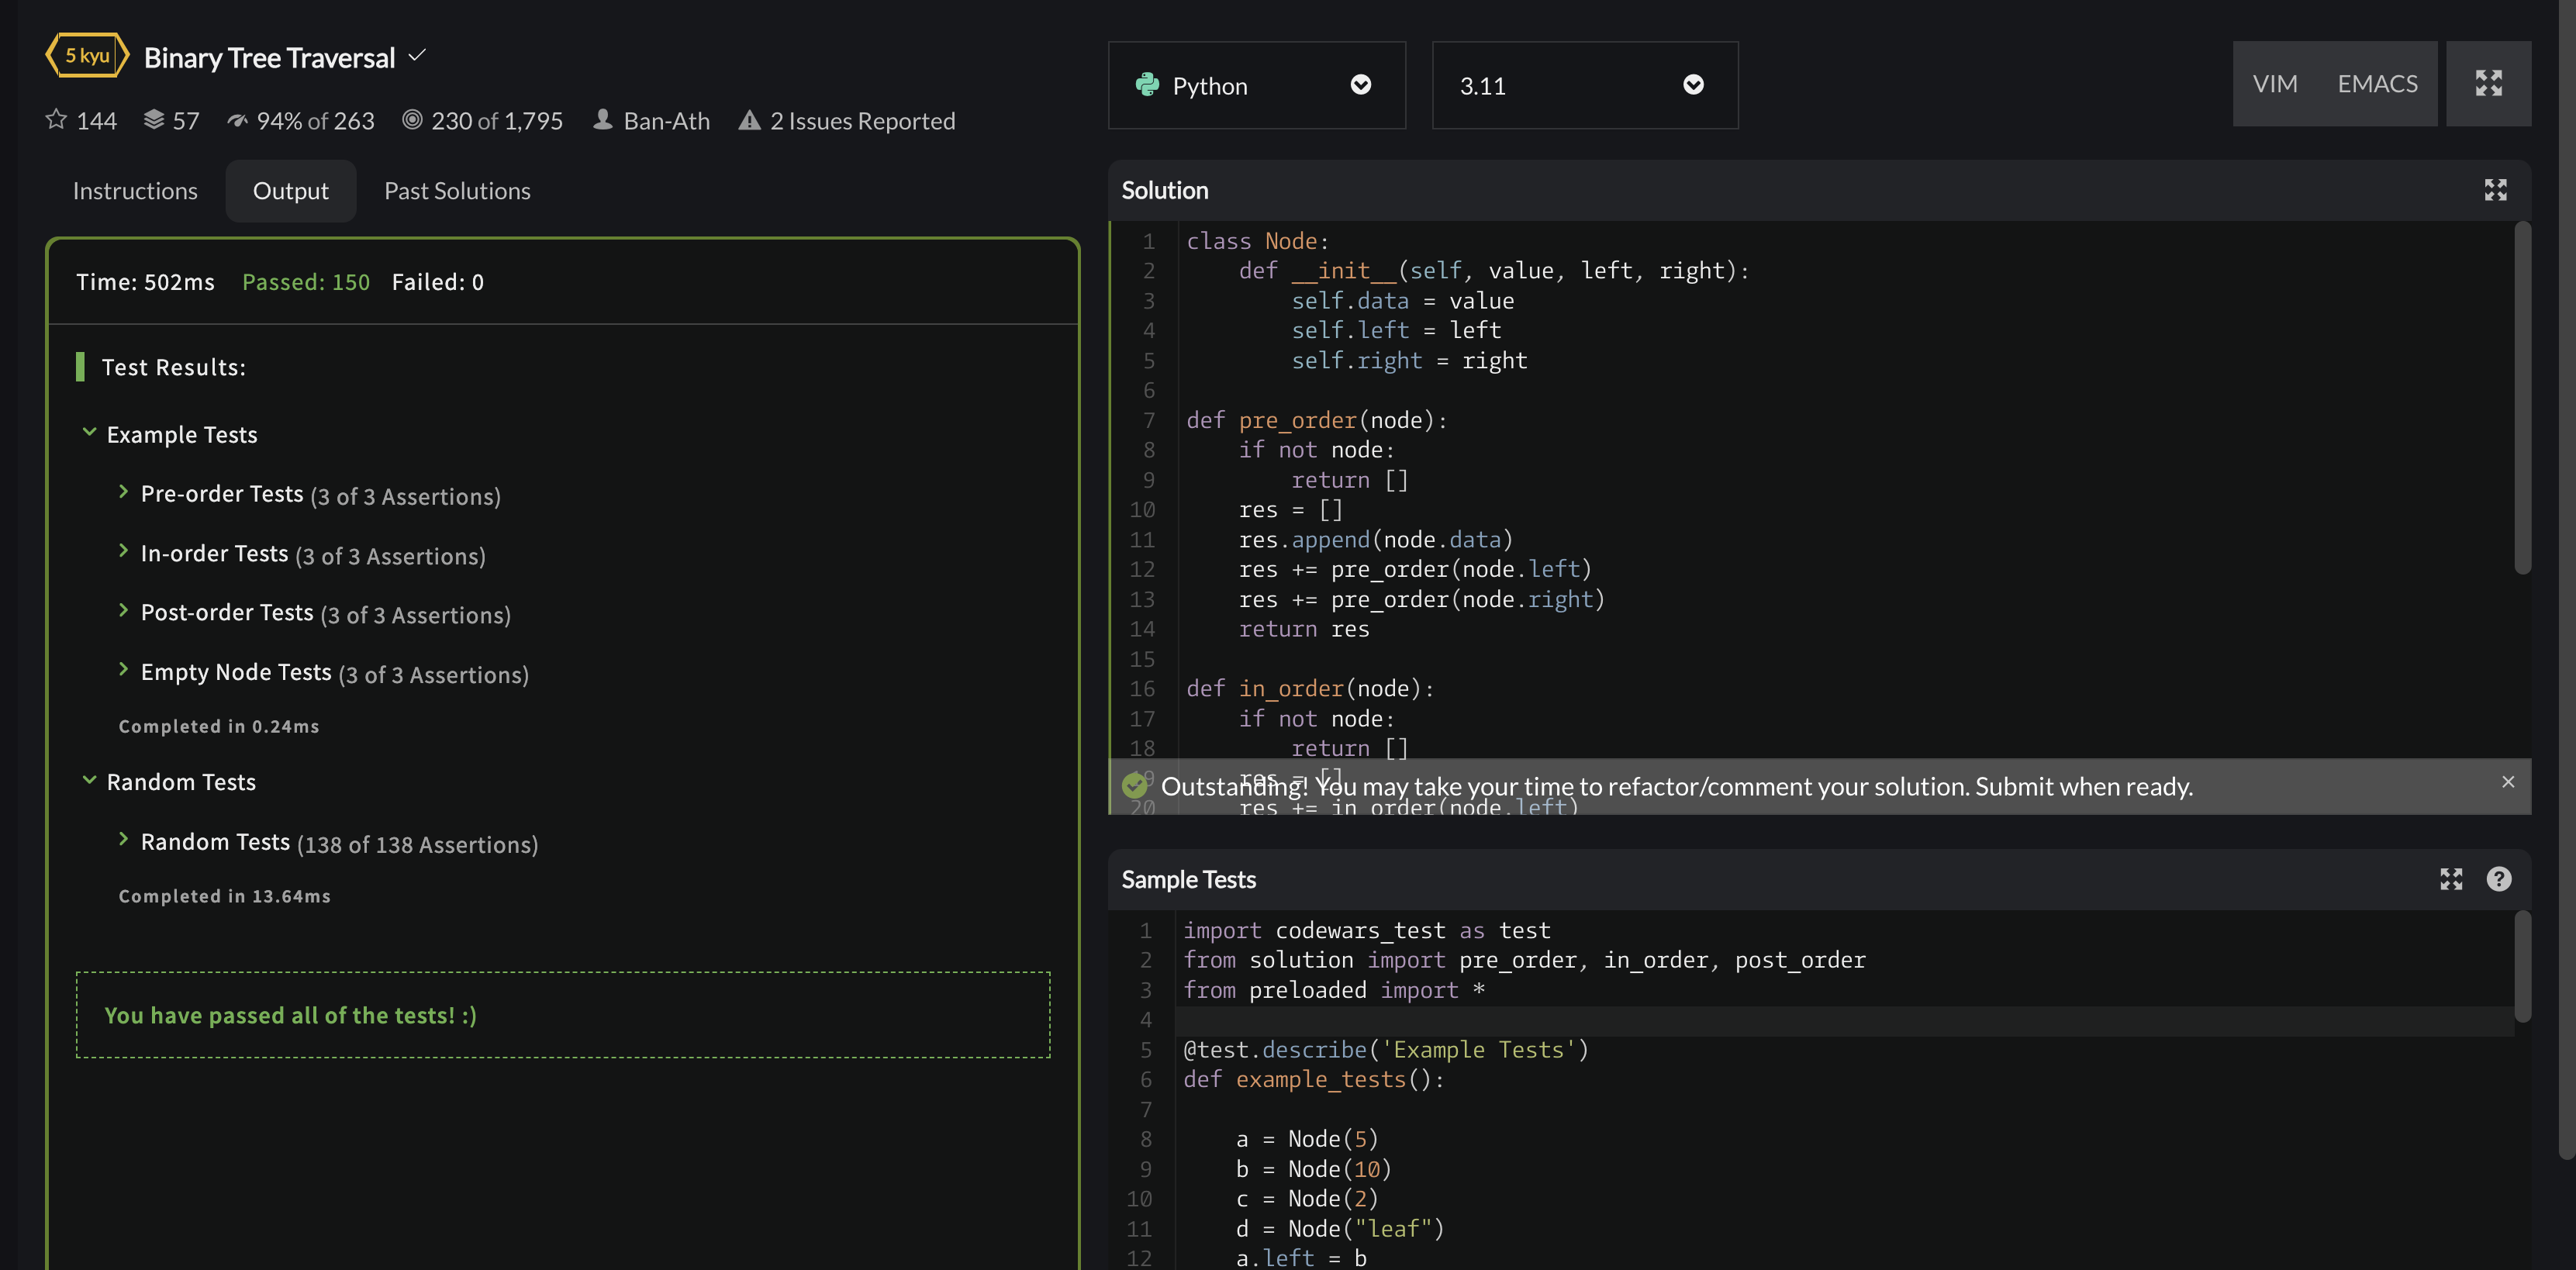 5 kyu Binary Tree Traversal
144 57 94% of 263 230 of 1,795 Ban-Ath 2 Issues Reported
Instructions Output Past Solutions
Time: 502ms Passed: 150 Failed: 0
Test Results:
Example Tests
Pre-order Tests (3 of 3 Assertions)
In-order Tests (3 of 3 Assertions)
Post-order Tests (3 of 3 Assertions)
Empty Node Tests (3 of 3 Assertions)
Completed in 0.24ms
Random Tests
Random Tests (138 of 138 Assertions)
Completed in 13.64ms
You have passed all of the tests! :)
Python 3.11 VIM EMACS
Solution
1 class Node:
2     def __init__(self, value, left, right):
3         self.data = value
4         self.left = left
5         self.right = right
6
7 def pre_order(node):
8     if not node:
9         return []
10     res = []
11     res.append(node.data)
12     res += pre_order(node.left)
13     res += pre_order(node.right)
14     return res
15
16 def in_order(node):
17     if not node:
18         return []
19     res = []
Outstanding! You may take your time to refactor/comment your solution. Submit when ready. ×
20     res += in_order(node.left)
Sample Tests ?
1 import codewars_test as test
2 from solution import pre_order, in_order, post_order
3 from preloaded import *
4
5 @test.describe('Example Tests')
6 def example_tests():
7
8     a = Node(5)
9     b = Node(10)
10     c = Node(2)
11     d = Node("leaf")
12     a.left = b